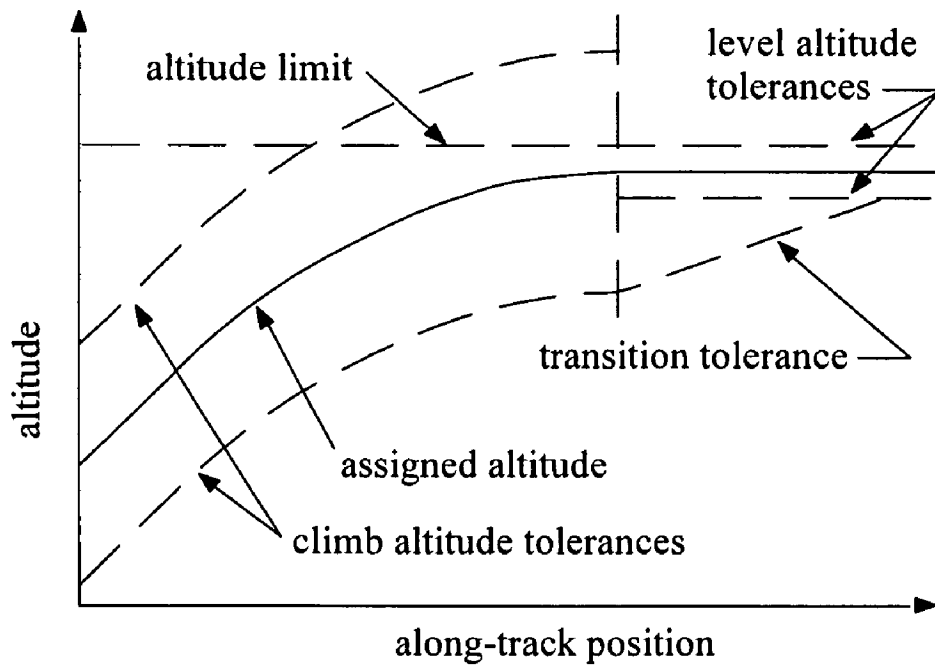 altitude limit
level altitude
tolerances
transition tolerance
assigned altitude
climb altitude tolerances
altitude
along-track position